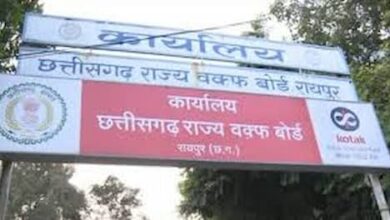 कार्यालय
छत्तीसगढ़ राज्य वक्फ बोर्ड रायपुर
कार्यालय
छत्तीसगढ़ राज्य वक़्फ बोर्ड
रायपुर (छ.ग.)
kotak